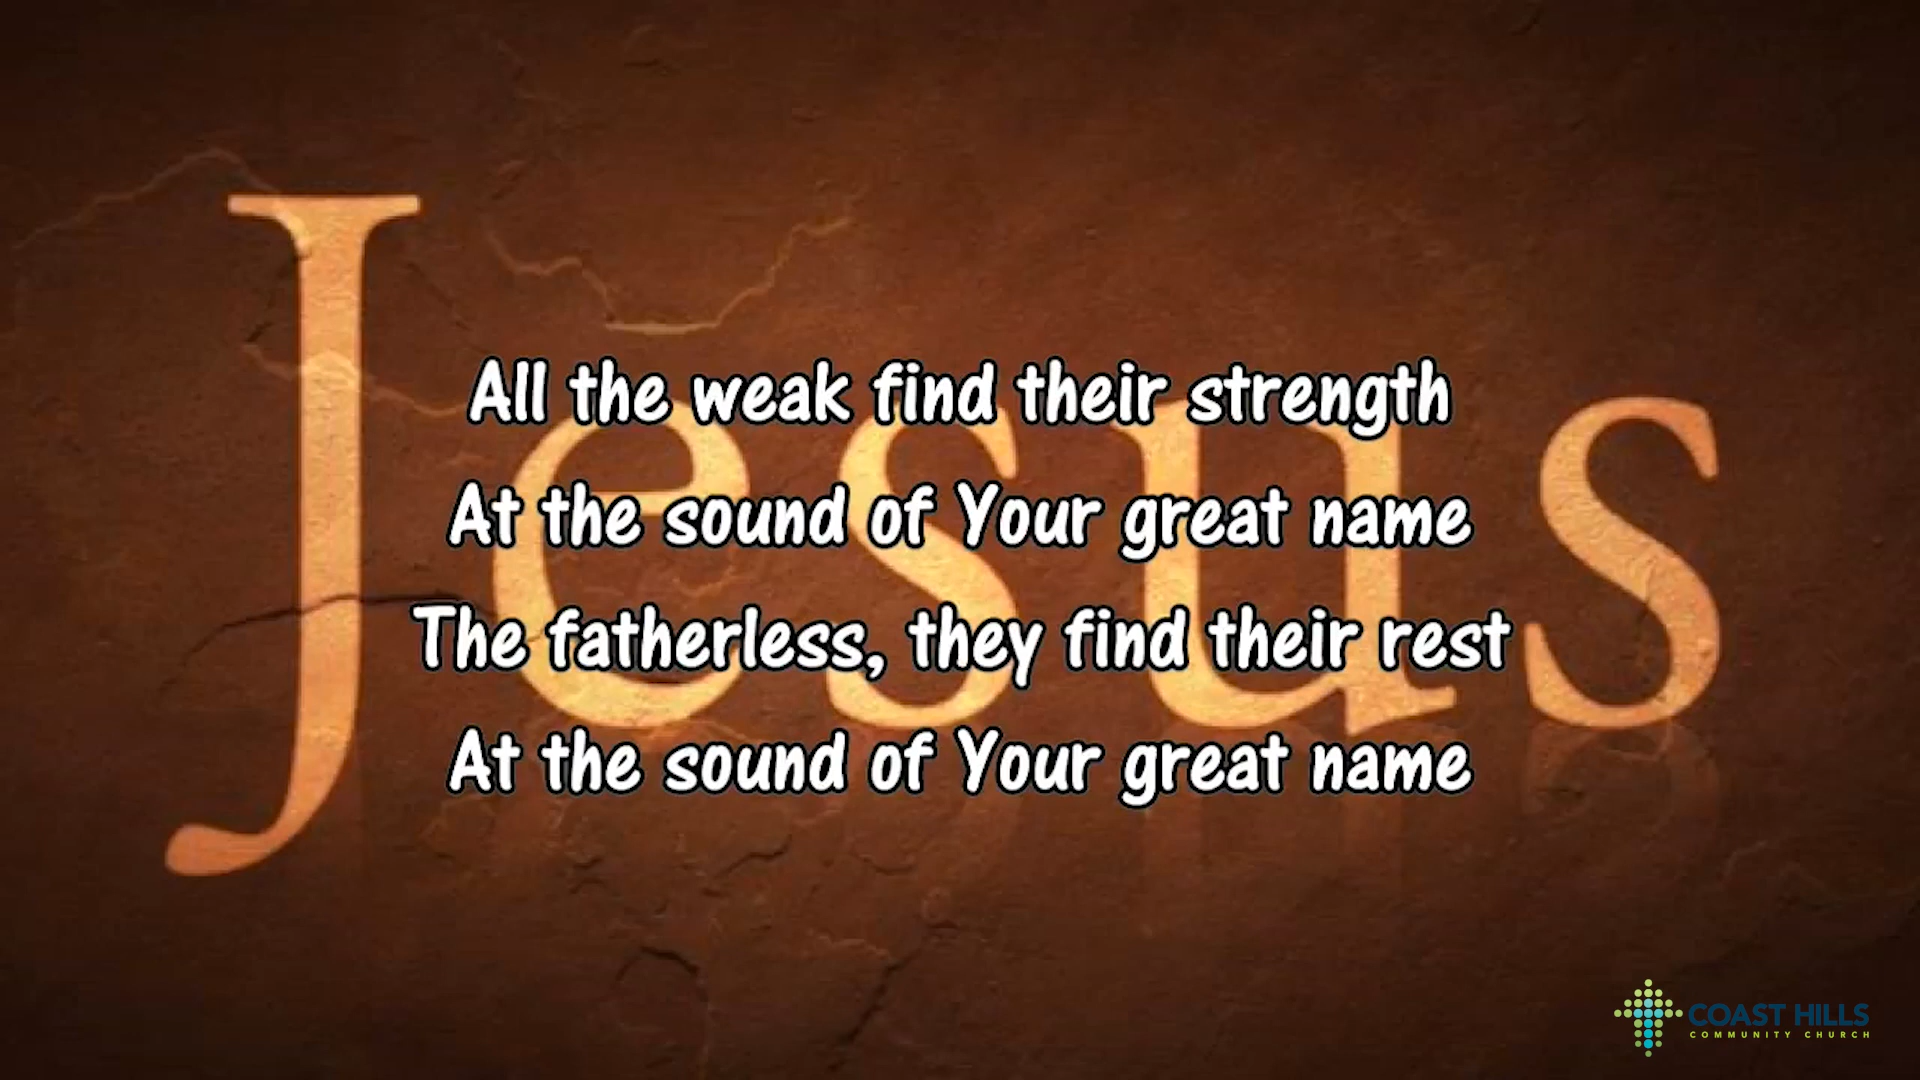 Jesus
All the weak find their strength
At the sound of Your great name
The fatherless, they find their rest
At the sound of Your great name
COAST HILLS
COMMUNITY CHURCH